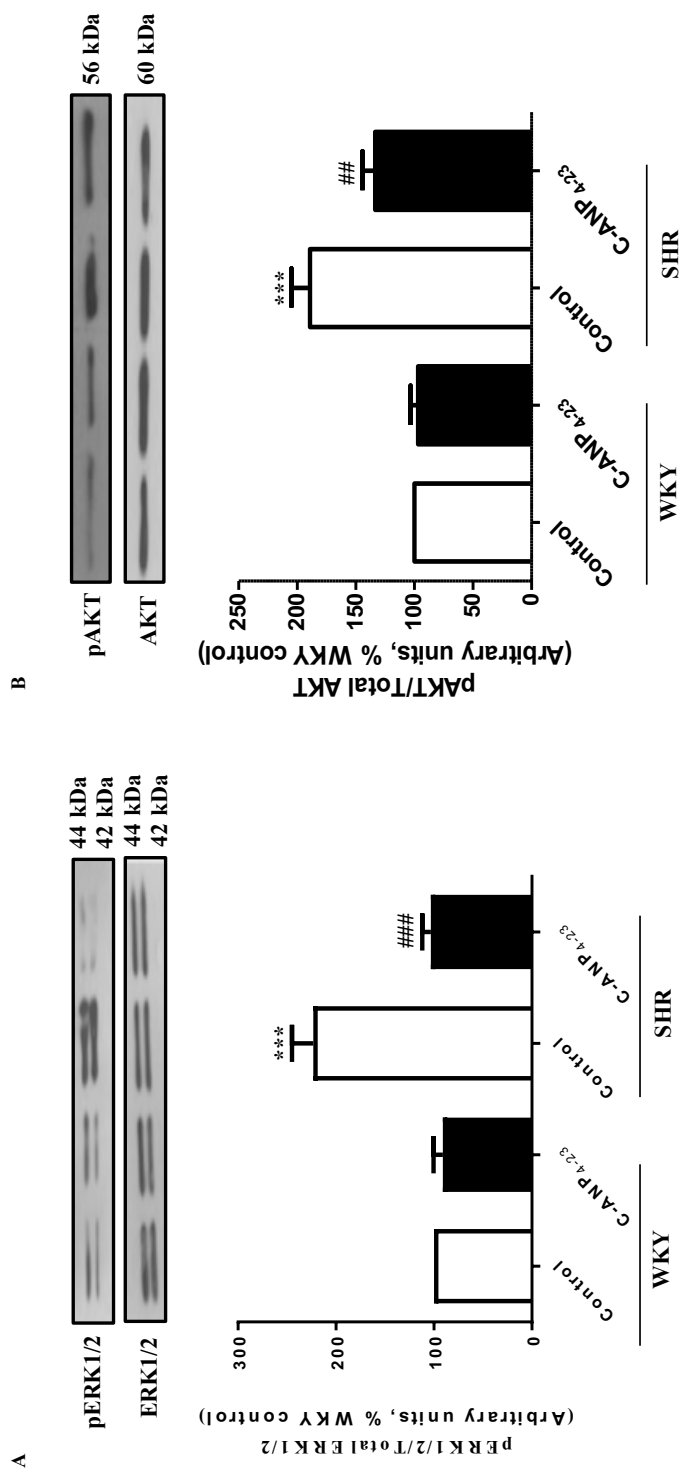 A
pERK1/2
44 kDa
42 kDa
ERK1/2
44 kDa
42 kDa
pERK1/2/Total ERK1/2
(Arbitrary units, % WKY control)
300
200
100
0
***
###
Control
C-ANP4-23
Control
C-ANP4-23
WKY
SHR
B
pAKT
56 kDa
AKT
60 kDa
pAKT/Total AKT
(Arbitrary units, % WKY control)
250
200
150
100
50
0
***
##
Control
C-ANP4-23
Control
C-ANP4-23
WKY
SHR